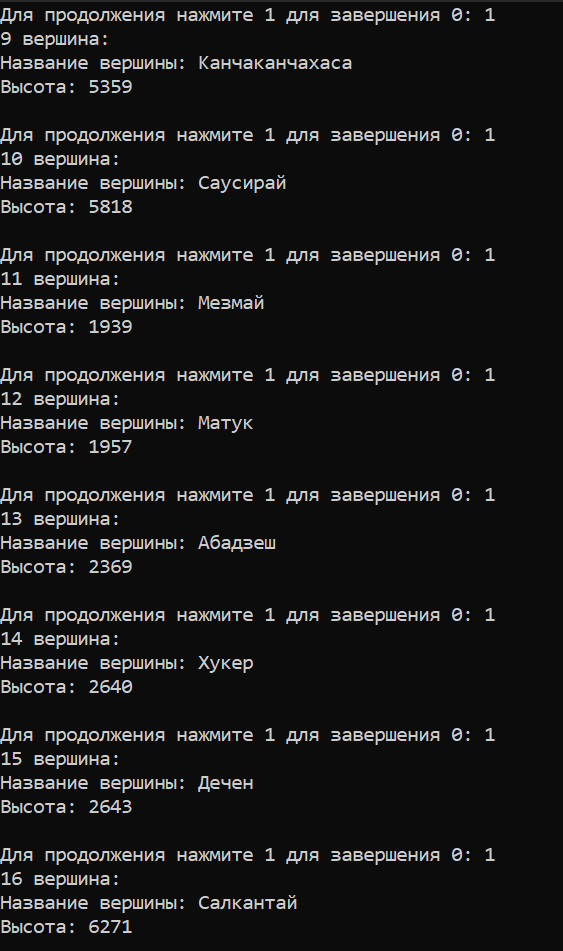 Для продолжения нажмите 1 для завершения 0: 1
9 вершина:
Название вершины: Канчаканчахаса
Высота: 5359
Для продолжения нажмите 1 для завершения 0: 1
10 вершина:
Название вершины: Саусирай
Высота: 5818
Для продолжения нажмите 1 для завершения 0: 1
11 вершина:
Название вершины: Мезмай
Высота: 1939
Для продолжения нажмите 1 для завершения 0: 1
12 вершина:
Название вершины: Матук
Высота: 1957
Для продолжения нажмите 1 для завершения 0: 1
13 вершина:
Название вершины: Абадзеш
Высота: 2369
Для продолжения нажмите 1 для завершения 0: 1
14 вершина:
Название вершины: Хукер
Высота: 2640
Для продолжения нажмите 1 для завершения 0: 1
15 вершина:
Название вершины: Дечен
Высота: 2643
Для продолжения нажмите 1 для завершения 0: 1
16 вершина:
Название вершины: Салкантай
Высота: 6271